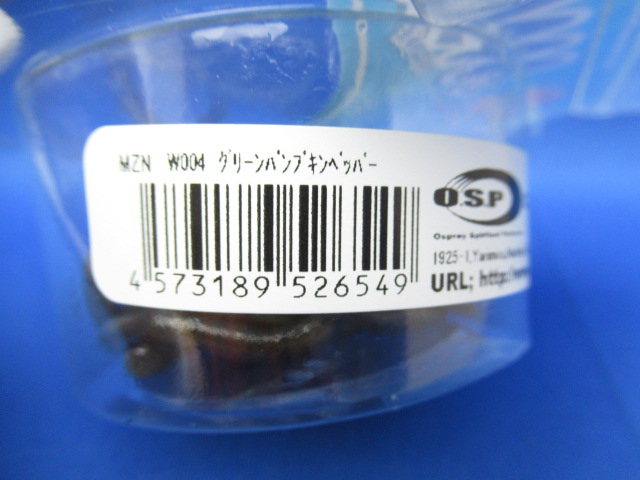 MZN W004 ｸﾞﾘｰﾝﾊﾟﾝﾌﾟｷﾝﾍﾟｯﾊﾟｰ
4 573189 526549
O.S.P
Osprey
1925-1,
URL; http: